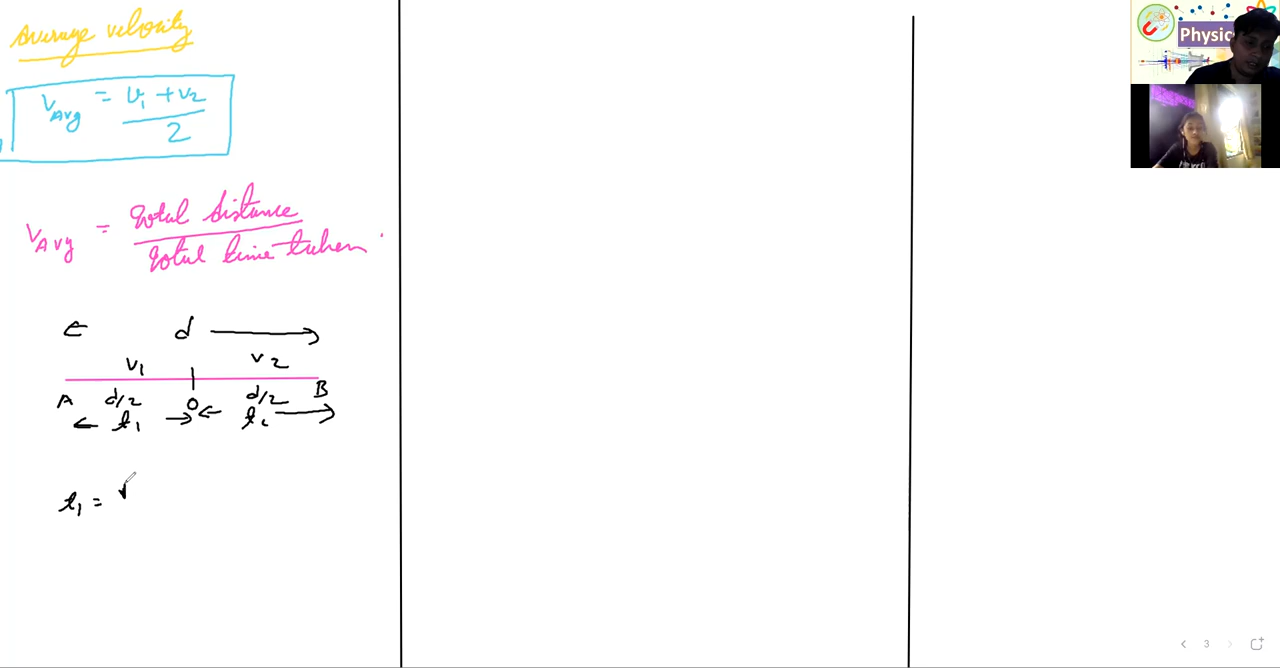 Average velocity
VAvg = v1 + v2
2
VAvg = Total distance
Total time taken.
d
v1 v2
A d/2 O d/2 B
t1 t2
t1 =
Physic
3